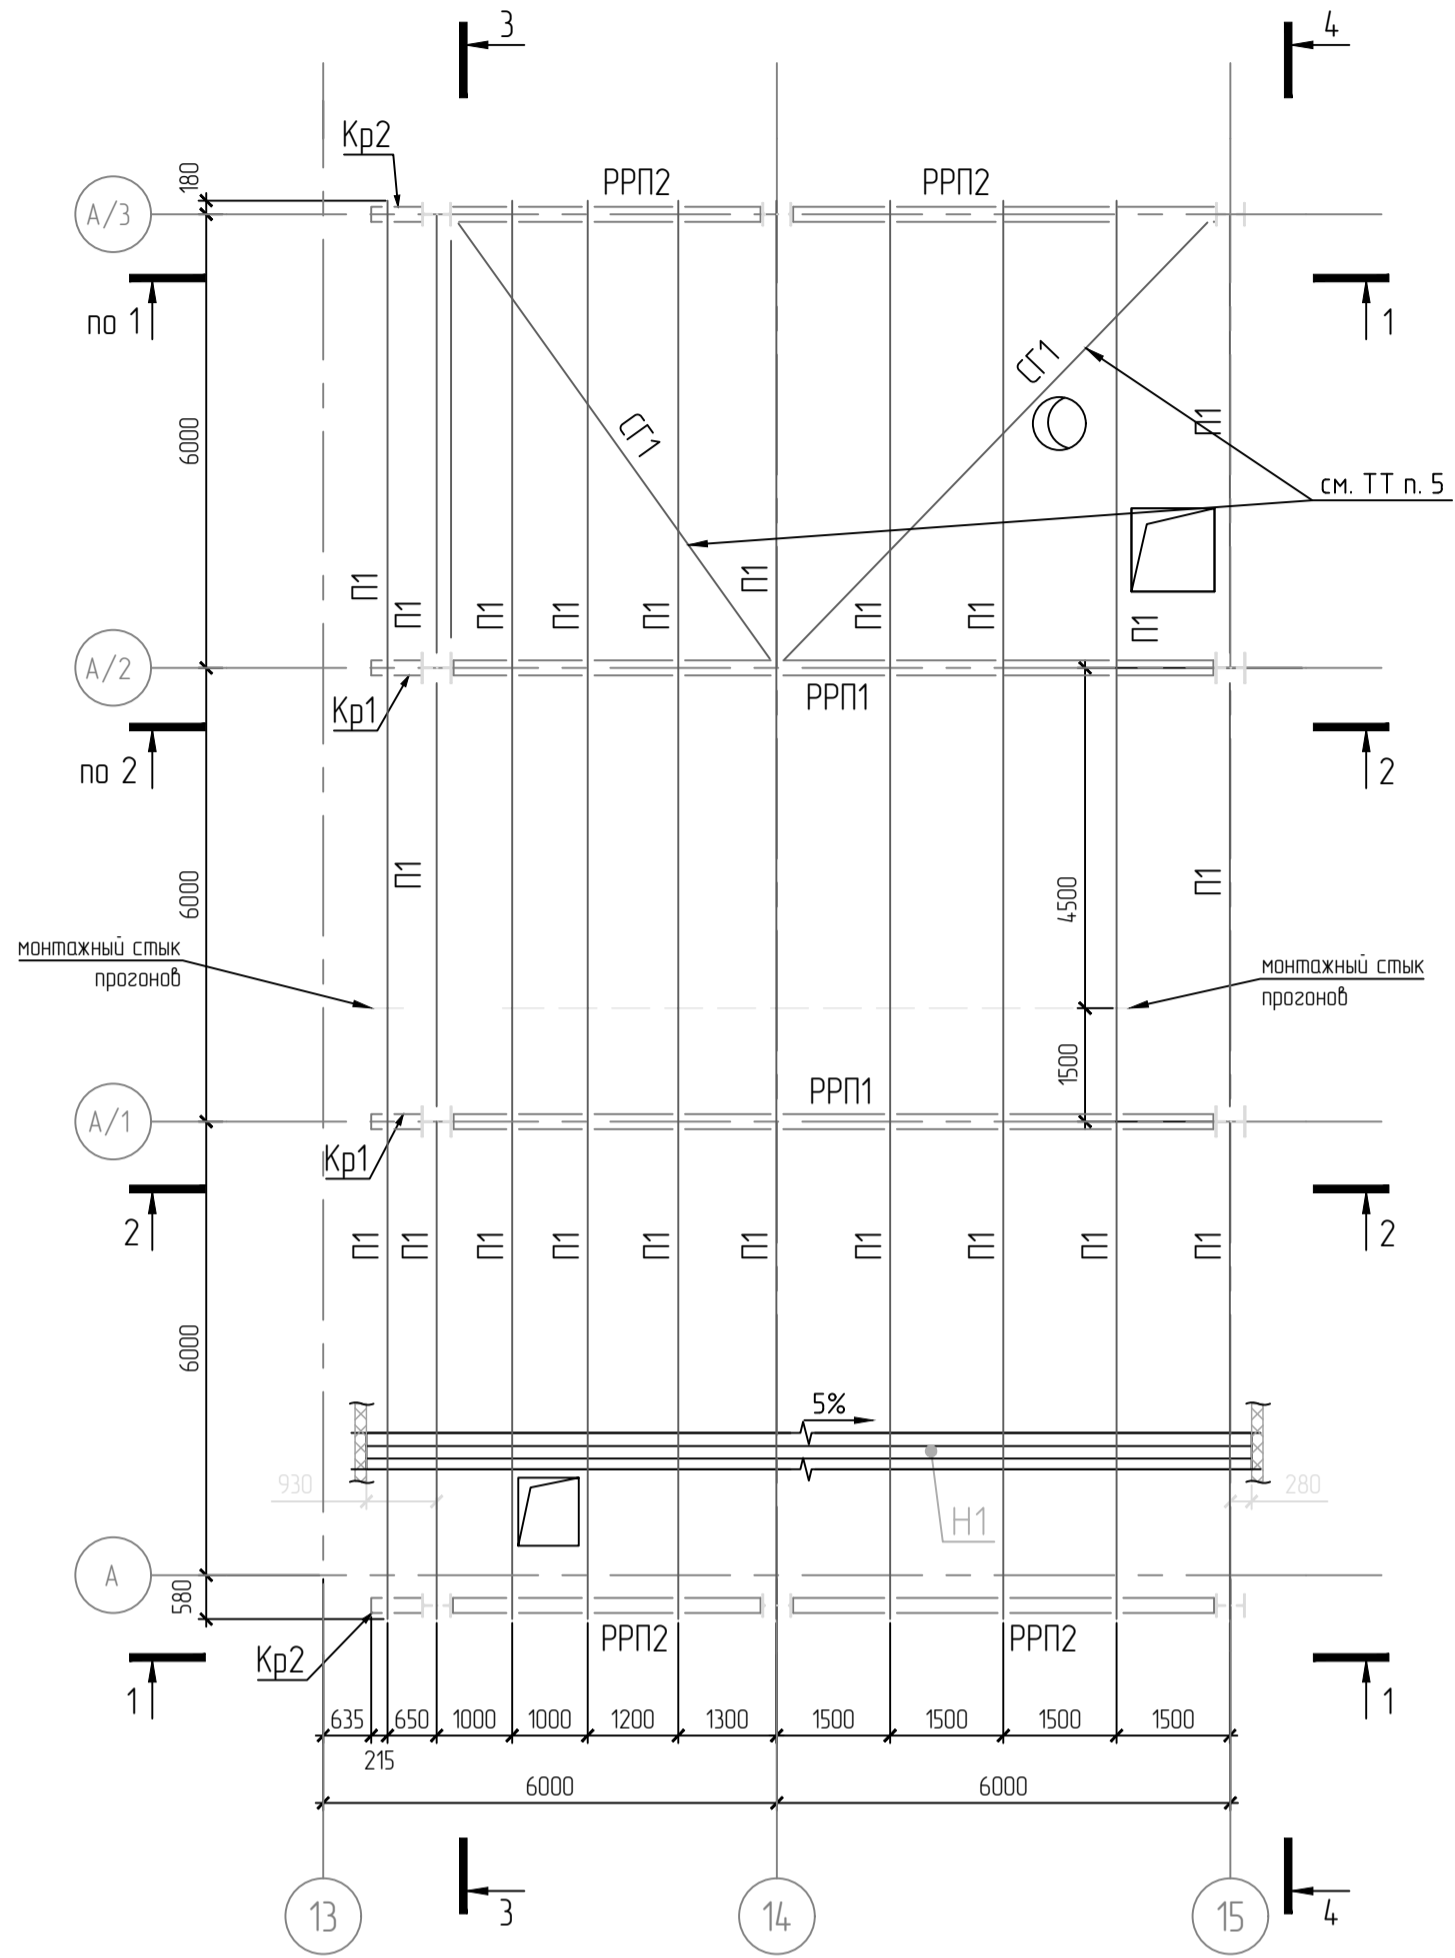 3
4
Кр2
180
РРП2
РРП2
А/3
по 1
1
СГ1
СГ1
6000
П1
см. ТТ п. 5
П1
П1
П1
П1
П1
П1
П1
П1
П1
А/2
Кр1
РРП1
по 2
2
П1
П1
6000
4500
монтажный стык
прогонов
монтажный стык
прогонов
1500
РРП1
А/1
Кр1
2
2
П1
П1
П1
П1
П1
П1
П1
П1
П1
П1
6000
5%
930
280
Н1
А
580
РРП2
РРП2
Кр2
1
1
635
650
1000
1000
1200
1300
1500
1500
1500
1500
215
6000
6000
13
3
14
15
4